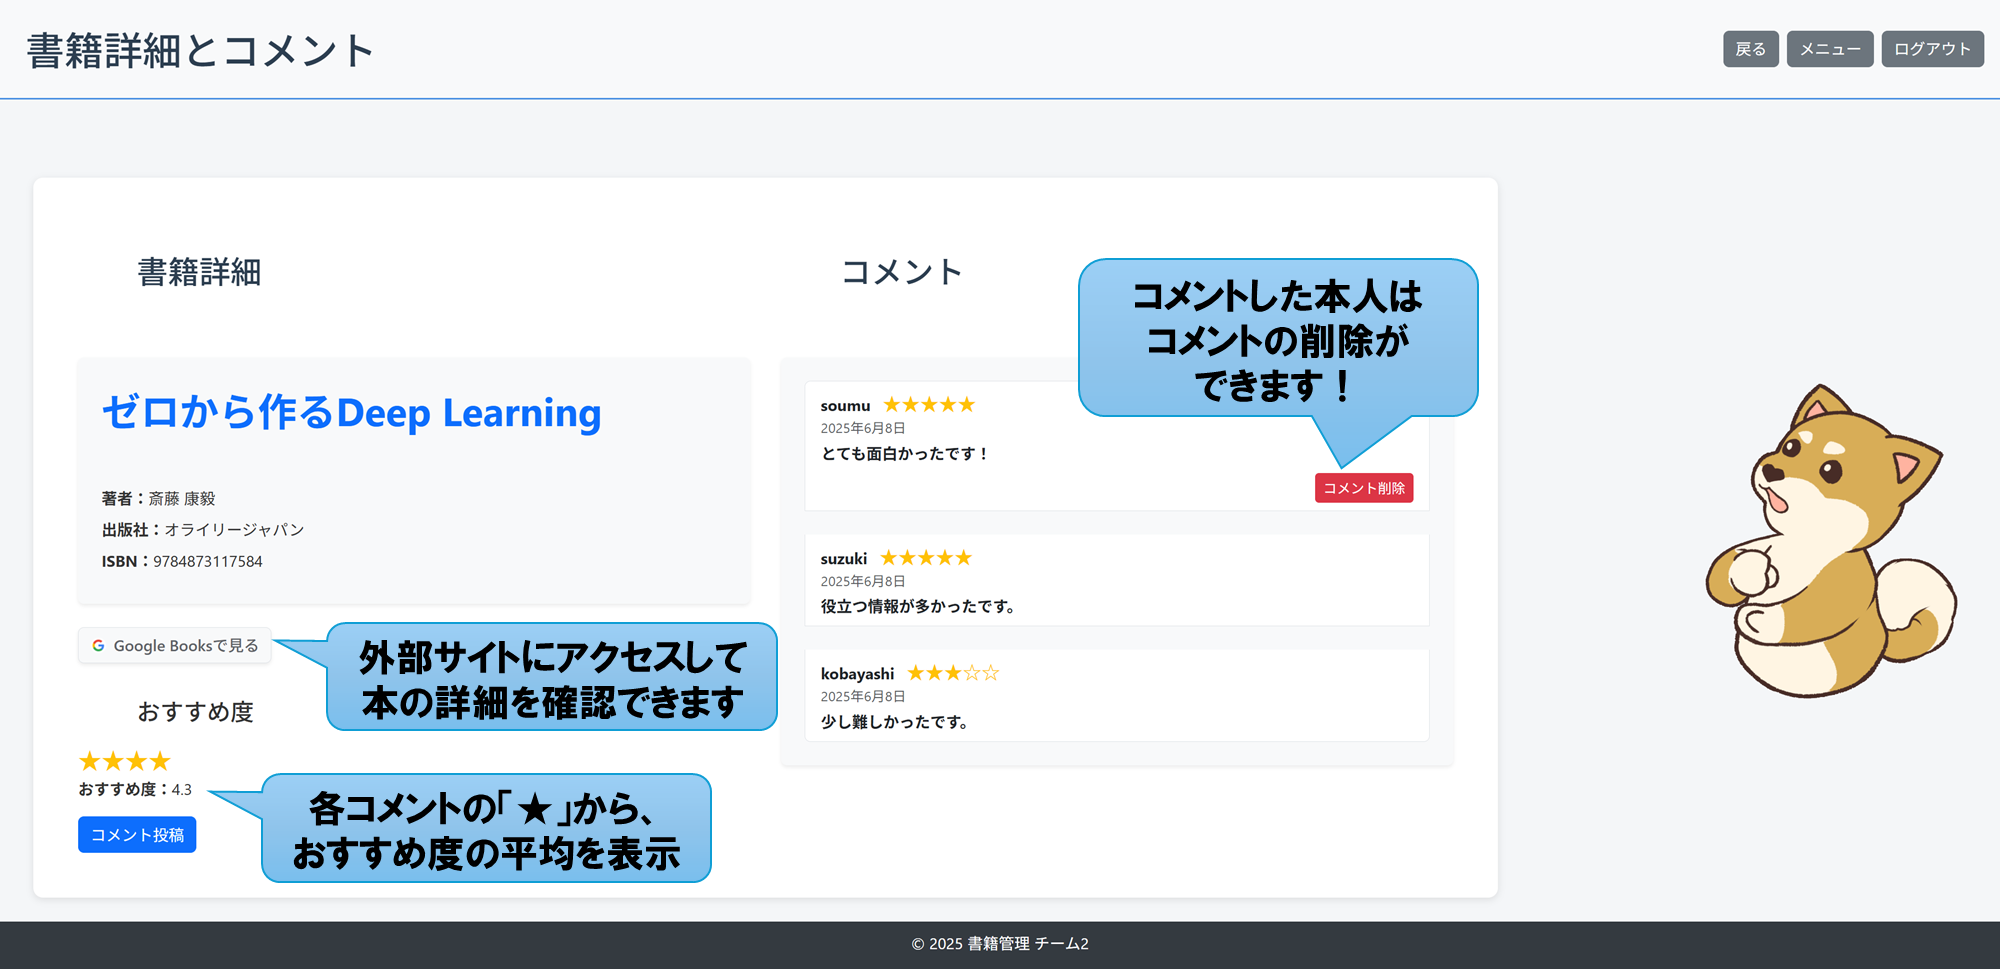 書籍詳細とコメント
戻る
メニュー
ログアウト
書籍詳細
ゼロから作るDeep Learning
著者：斎藤 康毅
出版社：オライリージャパン
ISBN：9784873117584
Google Booksで見る
外部サイトにアクセスして
本の詳細を確認できます
おすすめ度
★★★★
おすすめ度：4.3
各コメントの「★」から、
おすすめ度の平均を表示
コメント投稿
コメント
コメントした本人は
コメントの削除が
できます！
soumu ★★★★★
2025年6月8日
とても面白かったです！
コメント削除
suzuki ★★★★★
2025年6月8日
役立つ情報が多かったです。
kobayashi ★★★☆☆
2025年6月8日
少し難しかったです。
© 2025 書籍管理 チーム2